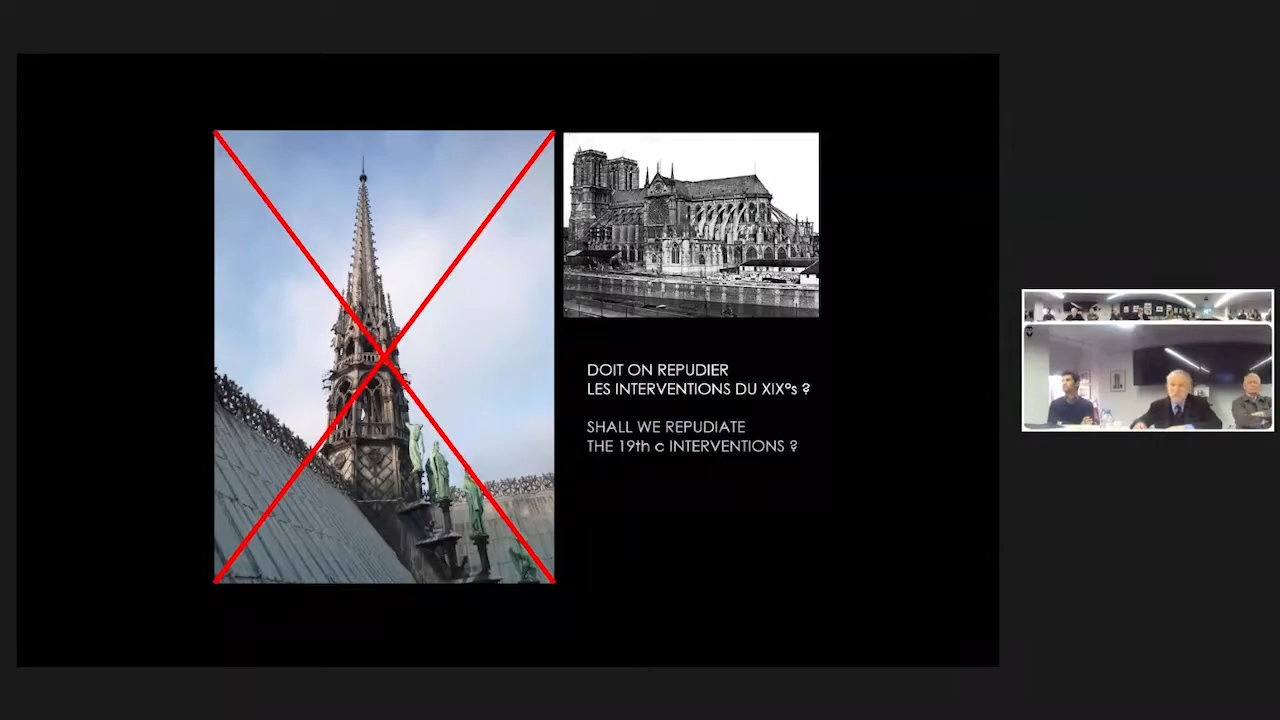 DOIT ON REPUDIER
LES INTERVENTIONS DU XIX°s ?
SHALL WE REPUDIATE
THE 19th c INTERVENTIONS ?